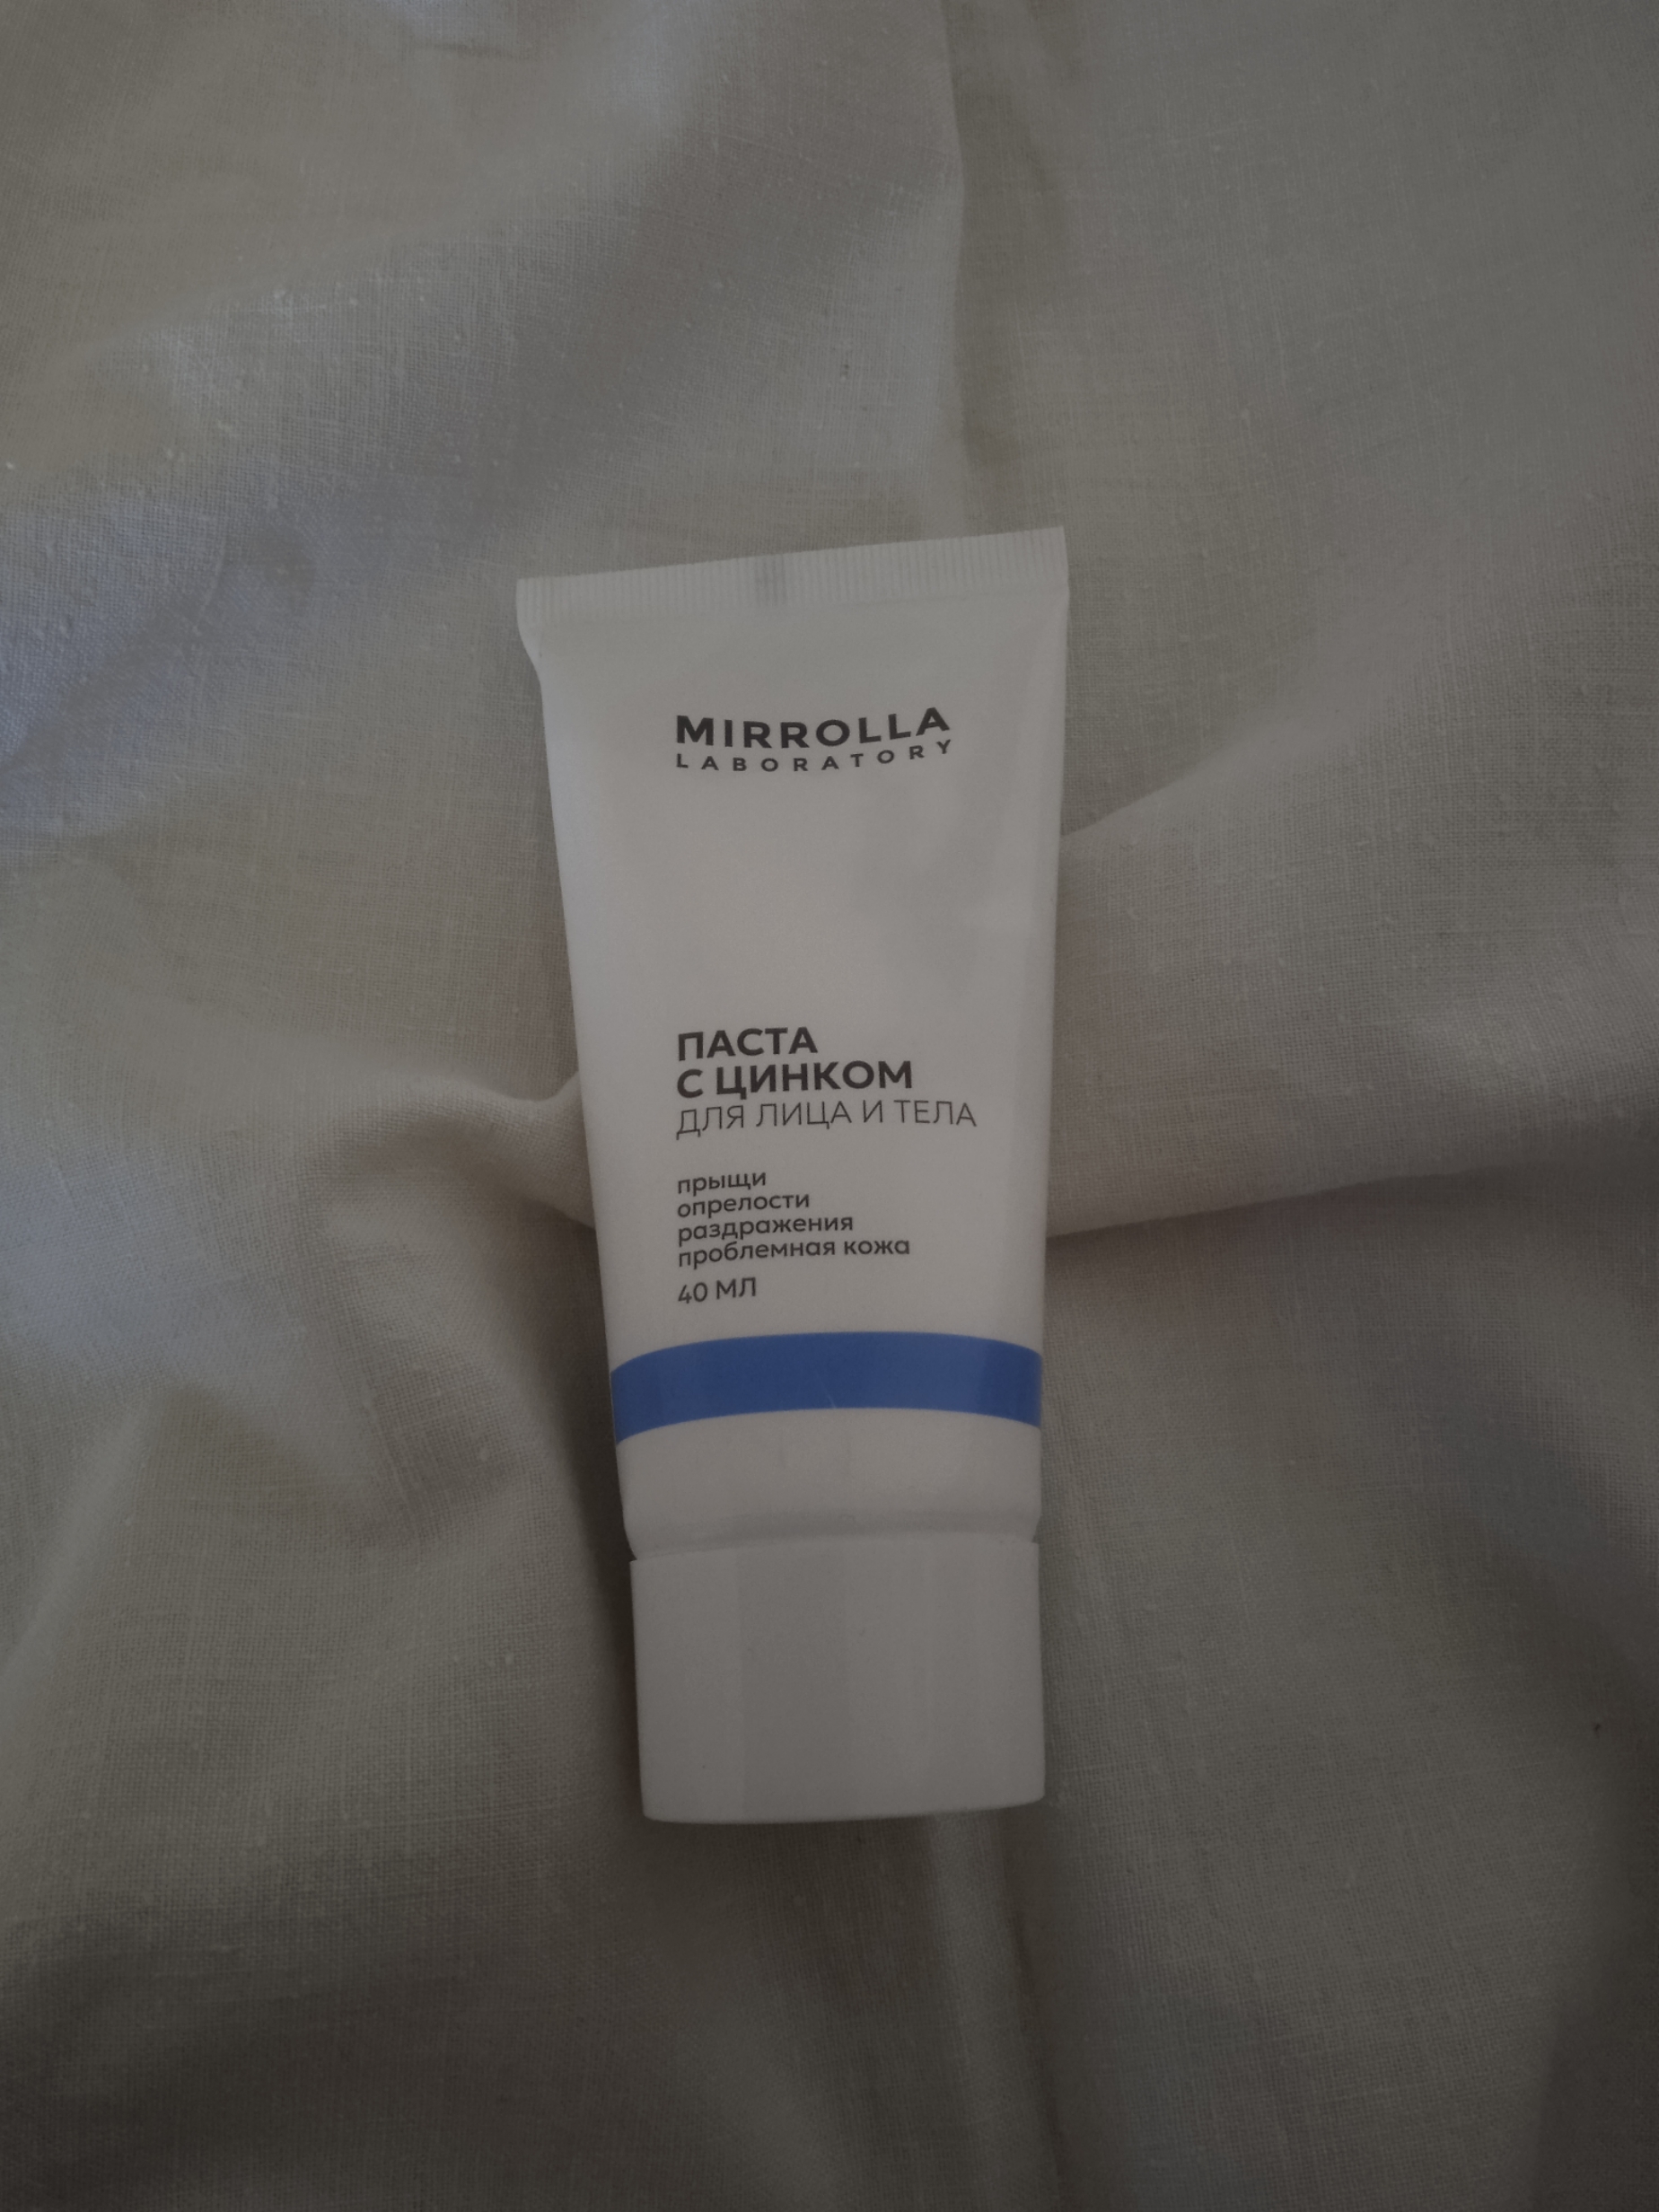 MIRROLLA
LABORATORY
ПАСТА
С ЦИНКОМ
ДЛЯ ЛИЦА И ТЕЛА
прыщи
опрелости
раздражения
проблемная кожа
40 МЛ